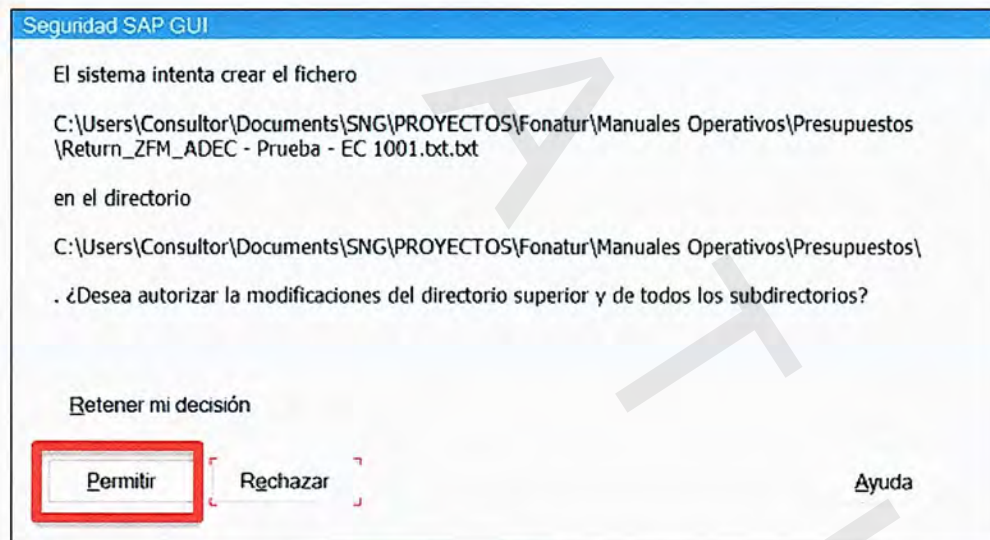 Seguridad SAP GUI
El sistema intenta crear el fichero
C:\Users\Consultor\Documents\SNG\PROYECTOS\Fonatur\Manuales Operativos\Presupuestos
\Return_ZFM_ADEC - Prueba - EC 1001.txt.txt
en el directorio
C:\Users\Consultor\Documents\SNG\PROYECTOS\Fonatur\Manuales Operativos\Presupuestos\
. ¿Desea autorizar la modificaciones del directorio superior y de todos los subdirectorios?
Retener mi decisión
Permitir Rechazar Ayuda
A
T